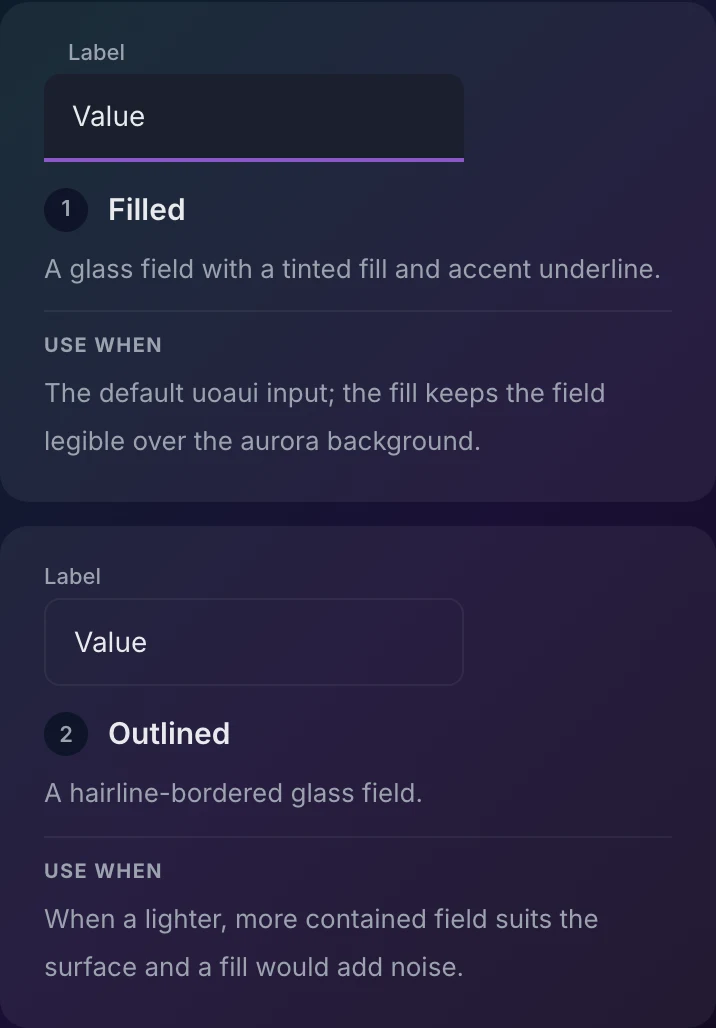 Label
Value
1 Filled
A glass field with a tinted fill and accent underline.
USE WHEN
The default uoaui input; the fill keeps the field
legible over the aurora background.
Label
Value
2 Outlined
A hairline-bordered glass field.
USE WHEN
When a lighter, more contained field suits the
surface and a fill would add noise.